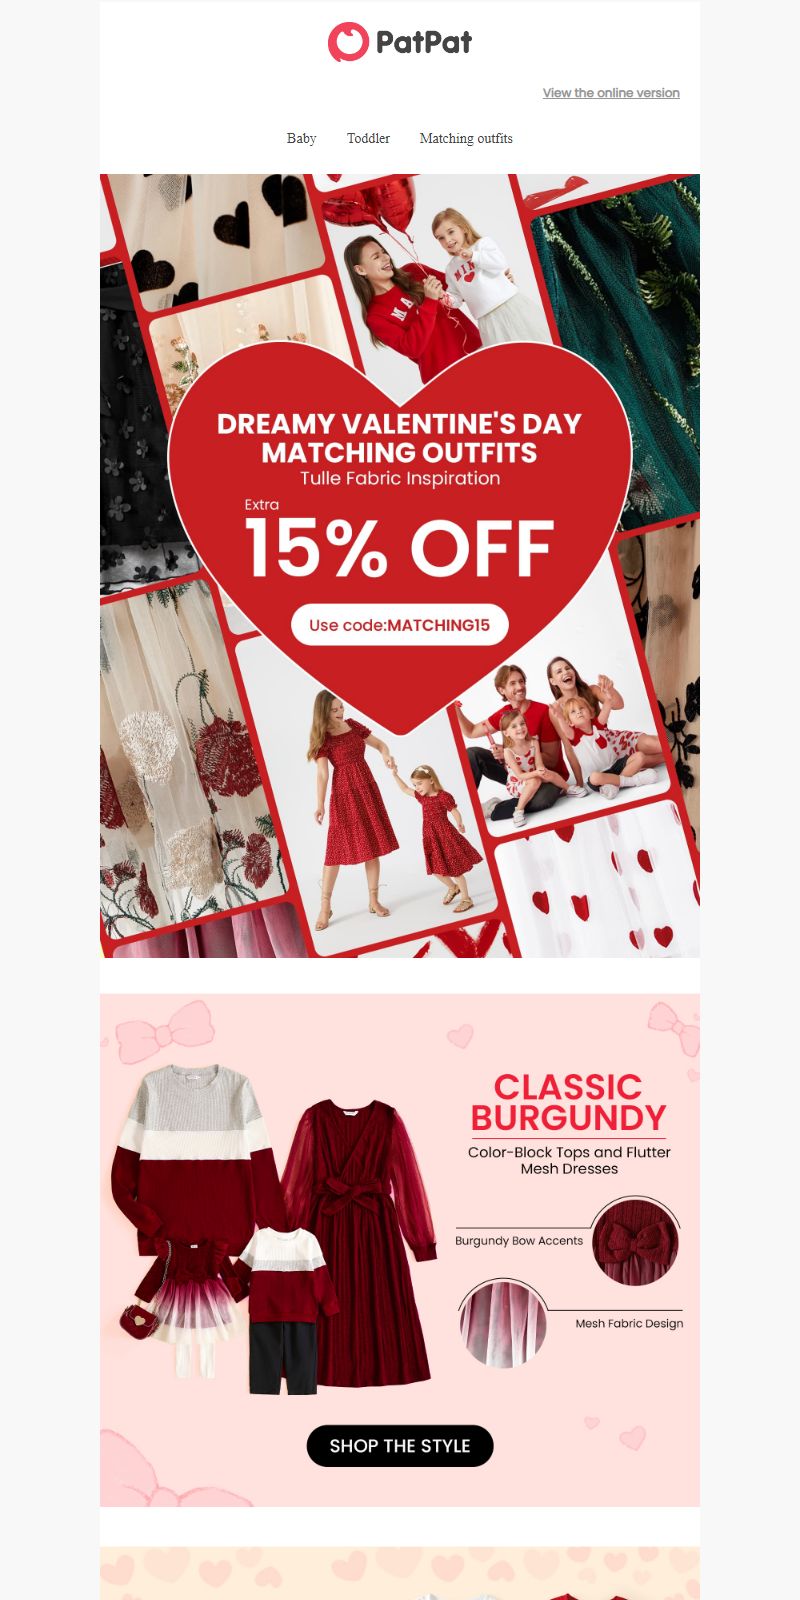 PatPat
View the online version
Baby Toddler Matching outfits
DREAMY VALENTINE'S DAY
MATCHING OUTFITS
Tulle Fabric Inspiration
Extra
15% OFF
Use code:MATCHING15
CLASSIC
BURGUNDY
Color-Block Tops and Flutter
Mesh Dresses
Burgundy Bow Accents
Mesh Fabric Design
SHOP THE STYLE